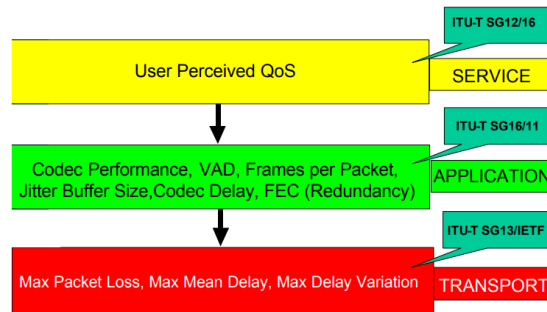 ITU-T SG12/16
User Perceived QoS
SERVICE
ITU-T SG16/11
Codec Performance, VAD, Frames per Packet,
Jitter Buffer Size,Codec Delay, FEC (Redundancy)
APPLICATION
ITU-T SG13/IETF
Max Packet Loss, Max Mean Delay, Max Delay Variation
TRANSPORT